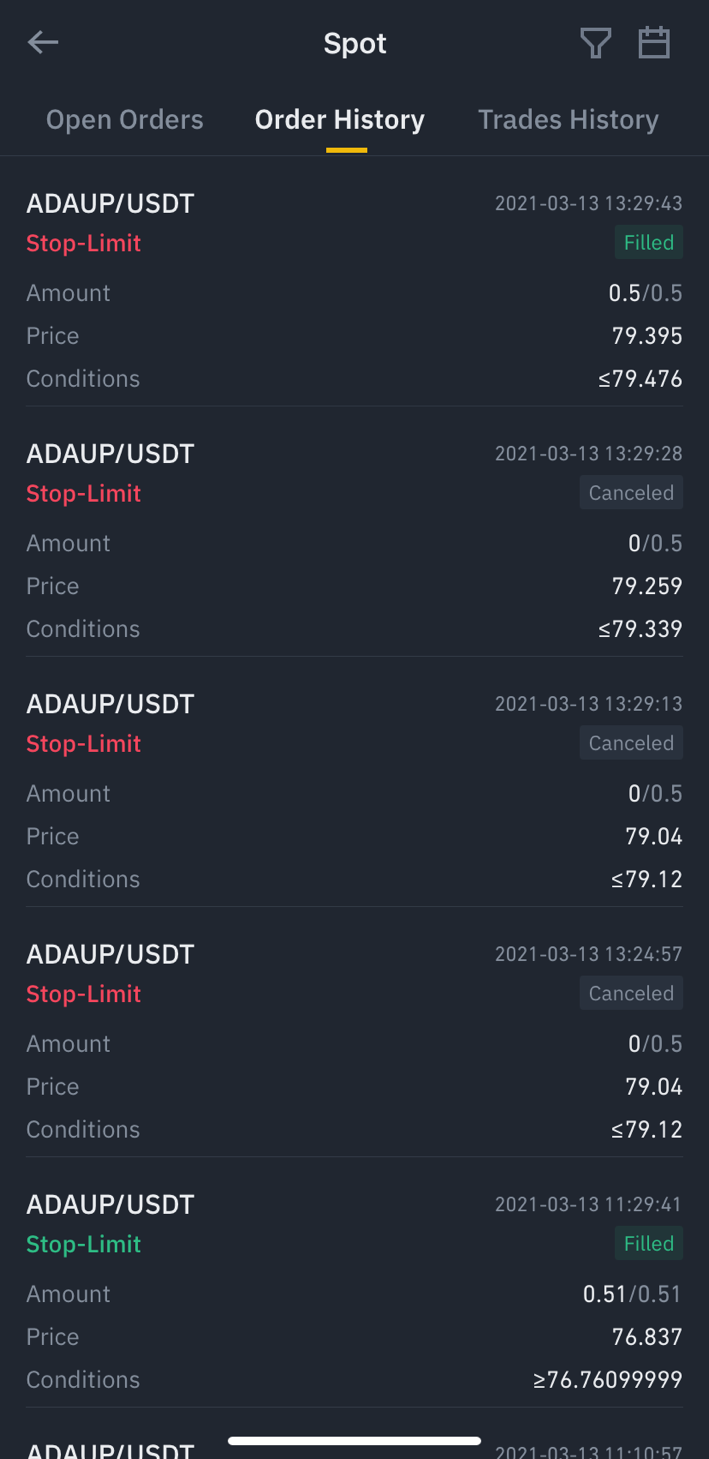 Spot
Open Orders Order History Trades History
ADAUP/USDT 2021-03-13 13:29:43
Stop-Limit Filled
Amount 0.5/0.5
Price 79.395
Conditions ≤79.476
ADAUP/USDT 2021-03-13 13:29:28
Stop-Limit Canceled
Amount 0/0.5
Price 79.259
Conditions ≤79.339
ADAUP/USDT 2021-03-13 13:29:13
Stop-Limit Canceled
Amount 0/0.5
Price 79.04
Conditions ≤79.12
ADAUP/USDT 2021-03-13 13:24:57
Stop-Limit Canceled
Amount 0/0.5
Price 79.04
Conditions ≤79.12
ADAUP/USDT 2021-03-13 11:29:41
Stop-Limit Filled
Amount 0.51/0.51
Price 76.837
Conditions ≥76.76099999
ADAUP/USDT 2021-03-13 11:10:57